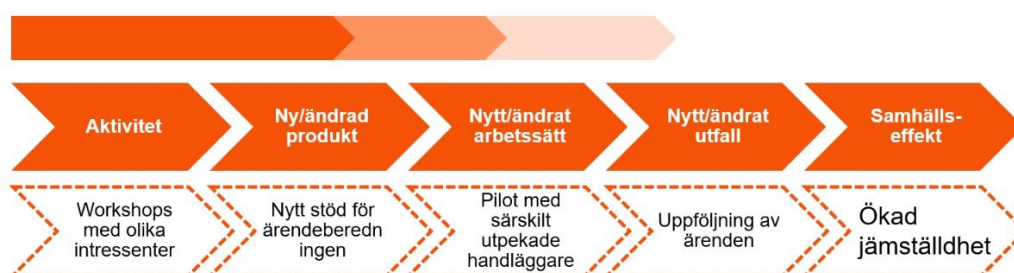 Aktivitet
Ny/ändrad
produkt
Nytt/ändrat
arbetssätt
Nytt/ändrat
utfall
Samhälls-
effekt
Workshops
med olika
intressenter
Nytt stöd för
ärendeberedn
ingen
Pilot med
särskilt
utpekade
handläggare
Uppföljning av
ärenden
Ökad
jämställdhet